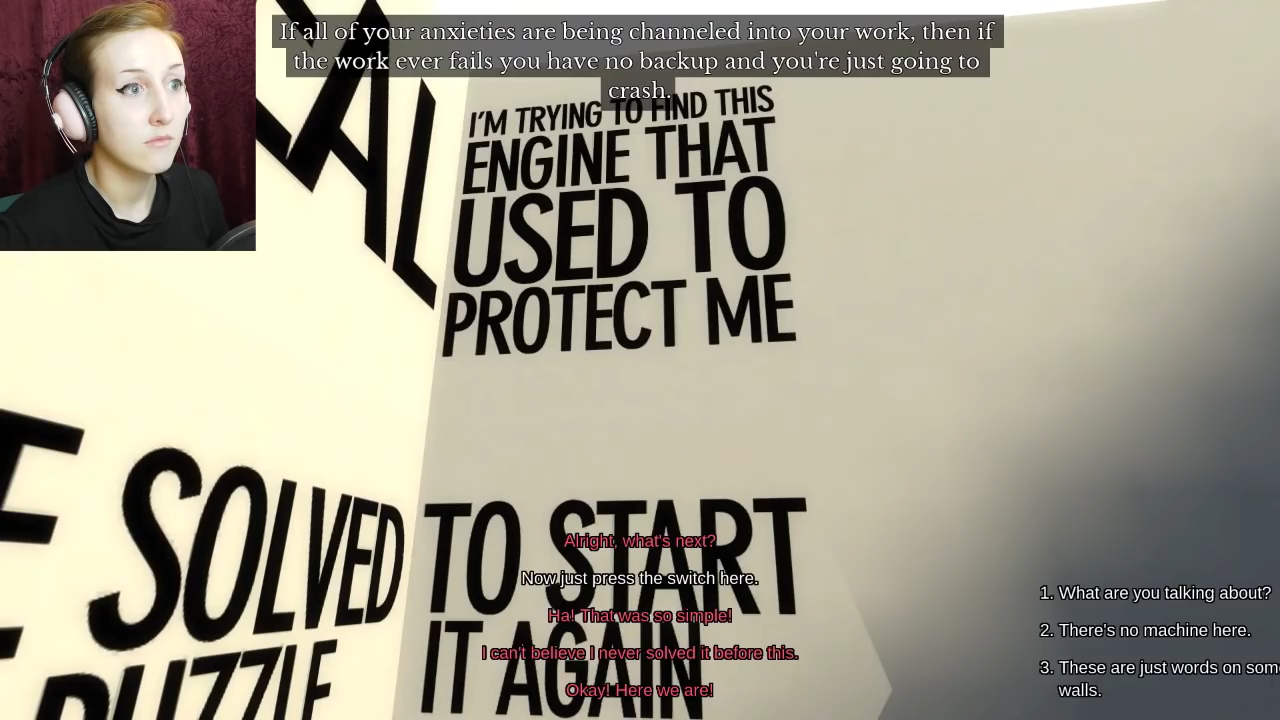 If all of your anxieties are being channeled into your work, then if
the work ever fails you have no backup and you're just going to
crash.
AL
I'M TRYING TO FIND THIS
ENGINE THAT
USED TO
PROTECT ME
SOLVED
PUZZLE
TO START
IT AGAIN
Alright, what's next?
Now just press the switch here.
Ha! That was so simple!
I can't believe I never solved it before this.
Okay! Here we are!
1. What are you talking about?
2. There's no machine here.
3. These are just words on some
walls.